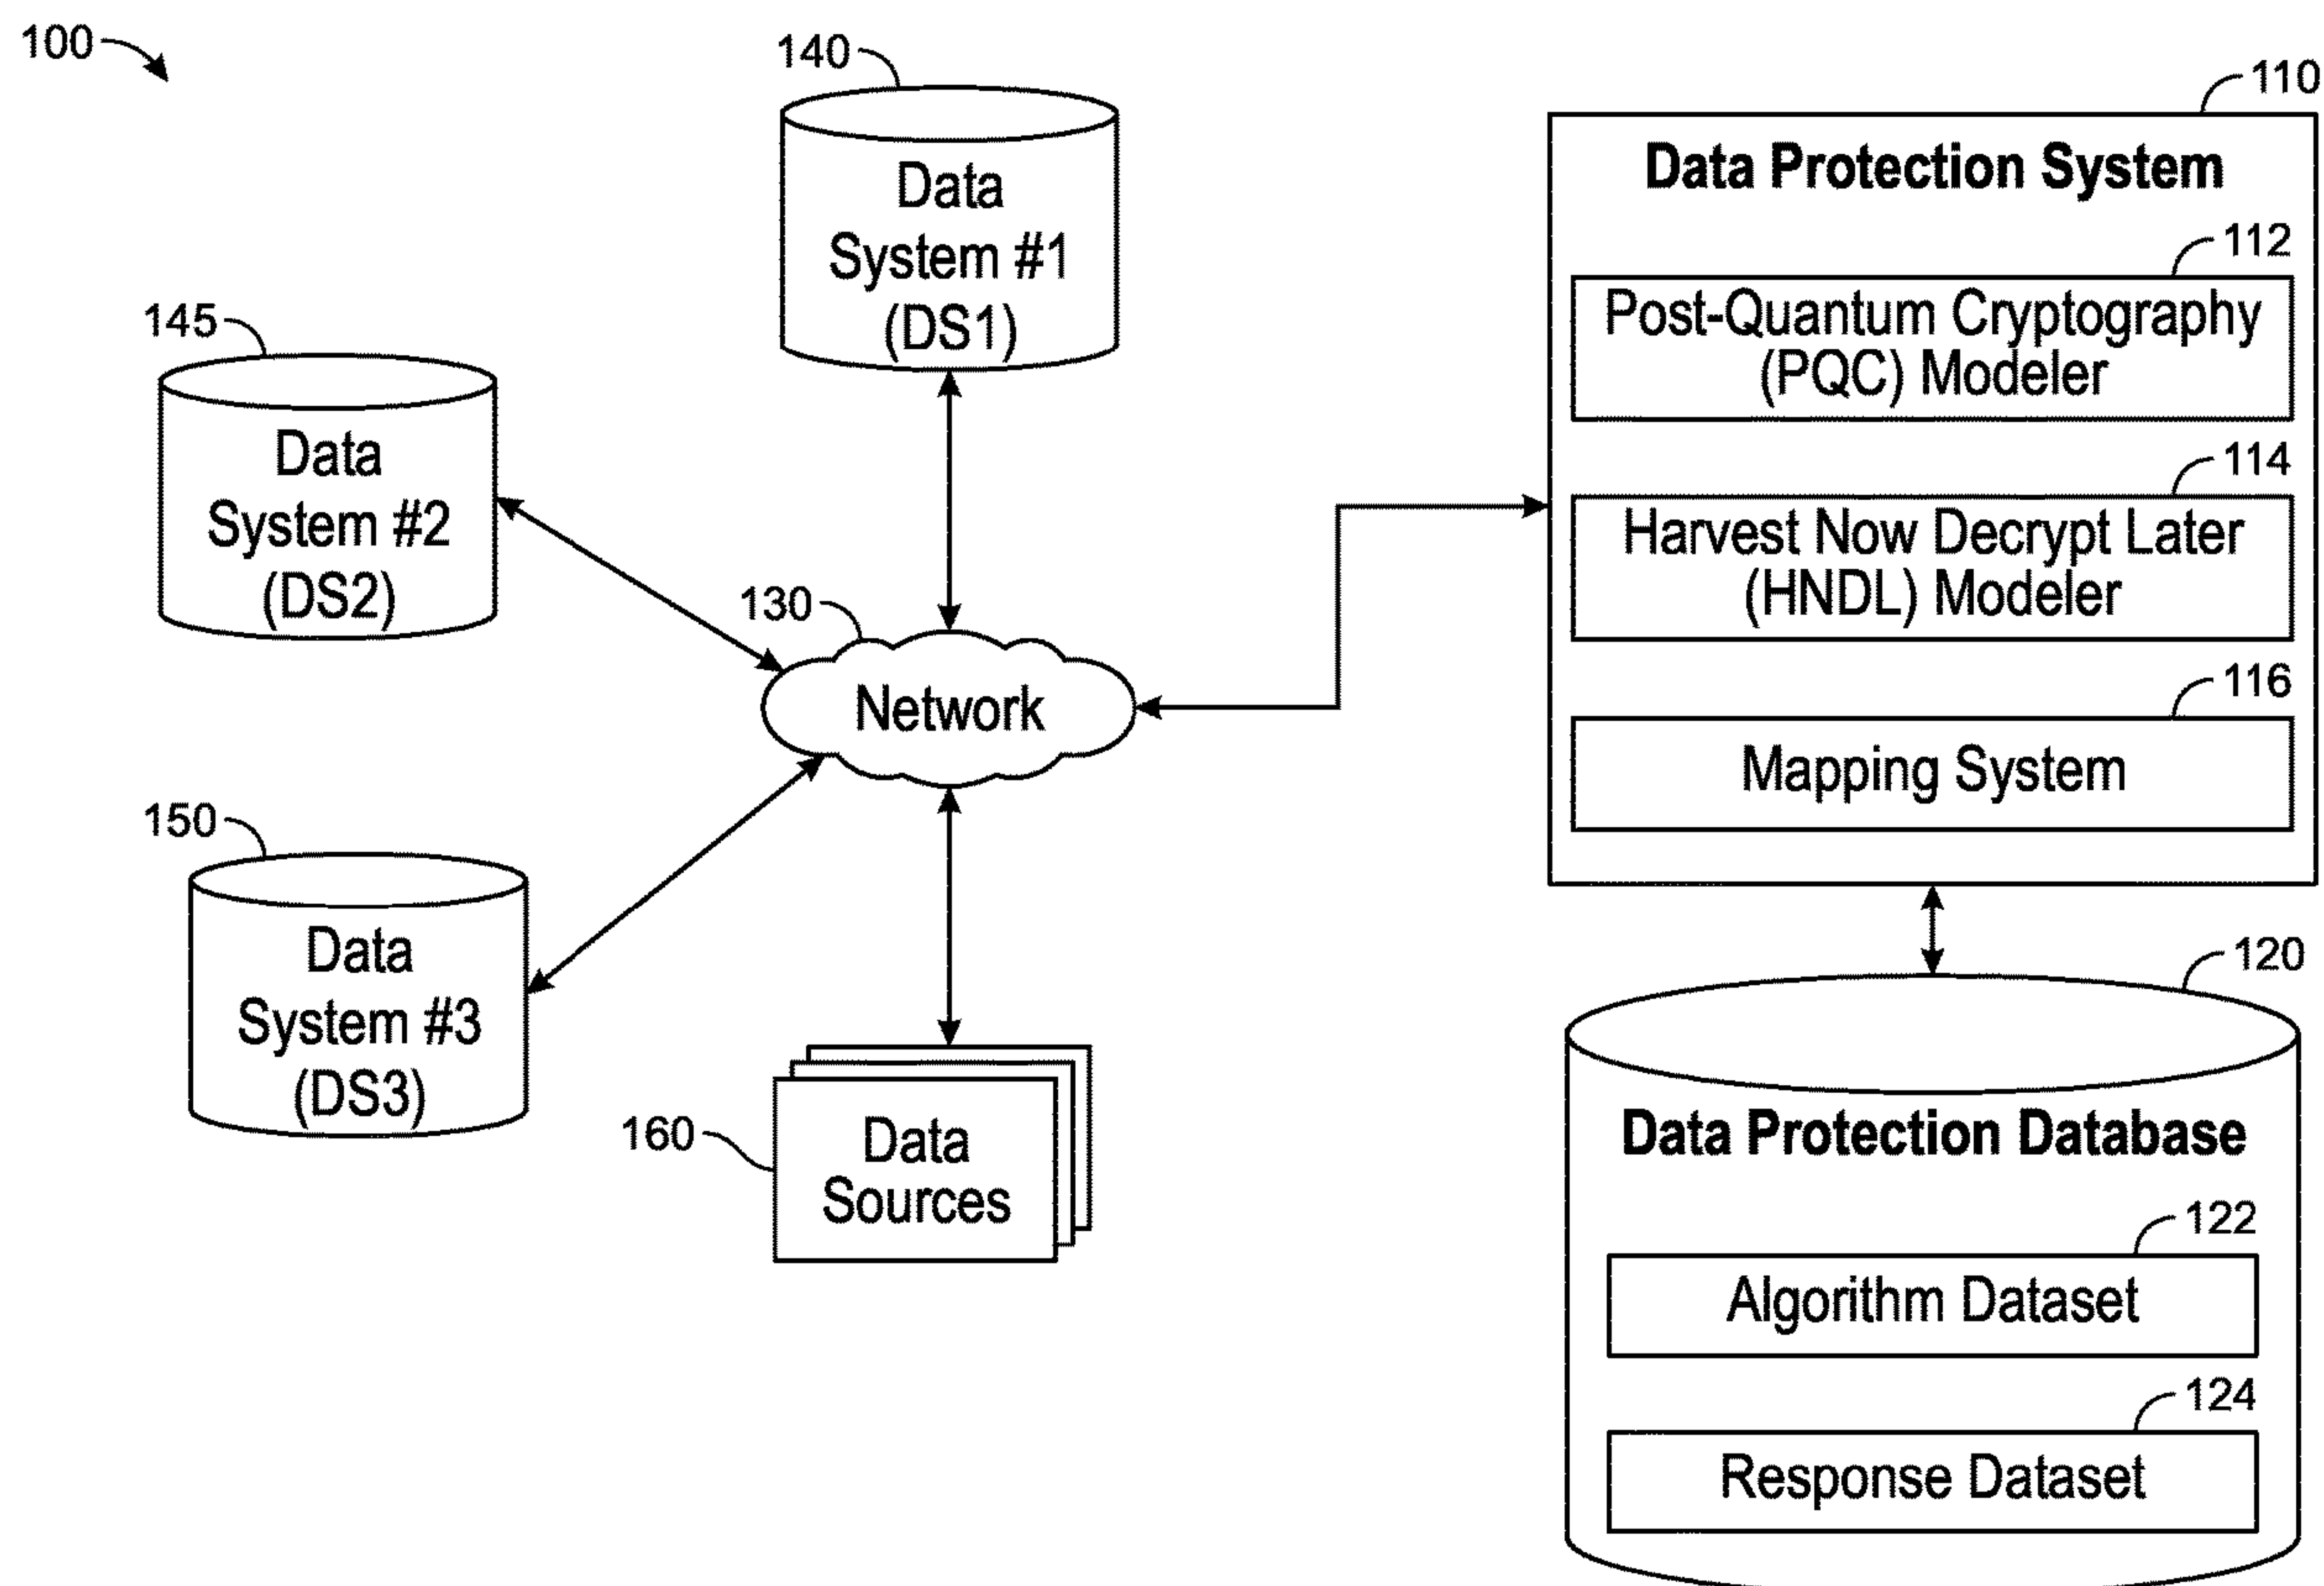 100
140
Data
System #1
(DS1)
145
Data
System #2
(DS2)
130
Network
150
Data
System #3
(DS3)
160
Data
Sources
110
Data Protection System
112
Post-Quantum Cryptography
(PQC) Modeler
114
Harvest Now Decrypt Later
(HNDL) Modeler
116
Mapping System
120
Data Protection Database
122
Algorithm Dataset
124
Response Dataset